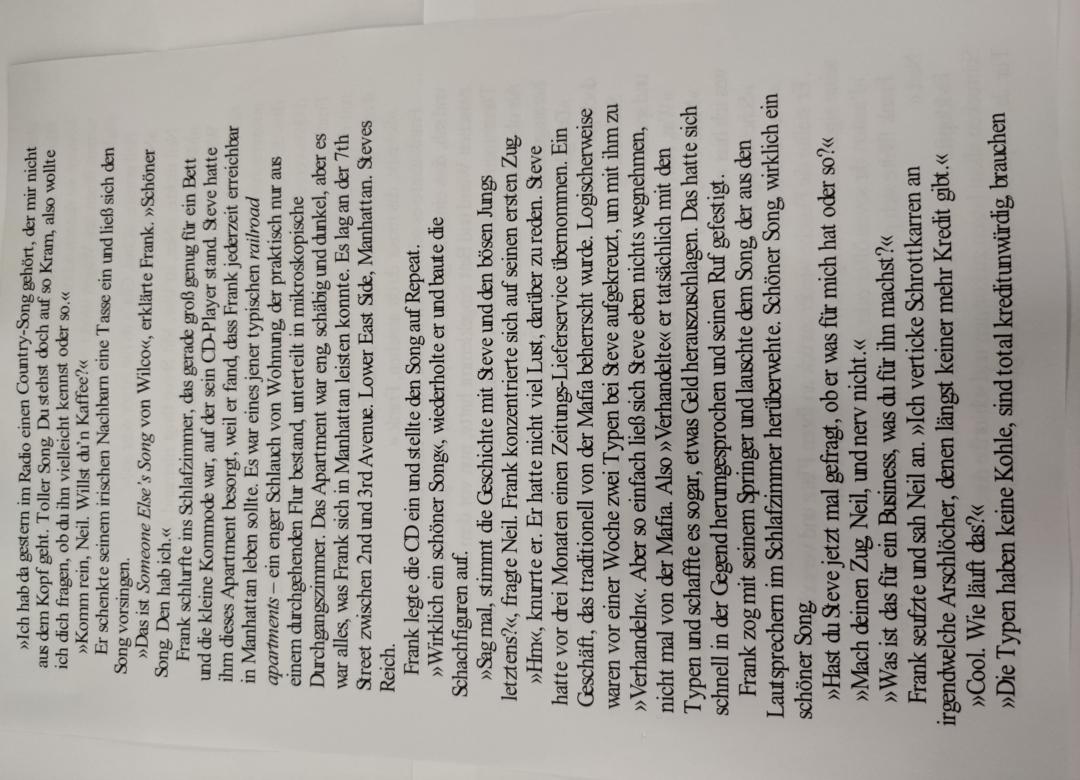 »Ich hab da gestern im Radio einen Country-Song gehört, der mir nicht
aus dem Kopf geht. Toller Song. Du stehst doch auf so Kram, also wollte
ich dich fragen, ob du ihn vielleicht kennst oder so.«
»Komm rein, Neil. Willst du'n Kaffee?«
Er schenkte seinem irischen Nachbarn eine Tasse ein und ließ sich den
Song vorsingen.
»Das ist Someone Else's Song von Wilco«, erklärte Frank. »Schöner
Song. Den hab ich.«
Frank schlurfte ins Schlafzimmer, das gerade groß genug für ein Bett
und die kleine Kommode war, auf der sein CD-Player stand. Steve hatte
ihm dieses Apartment besorgt, weil er fand, dass Frank jederzeit erreichbar
in Manhattan leben sollte. Es war eines jener typischen railroad
apartments – ein enger Schlauch von Wohnung, der praktisch nur aus
einem durchgehenden Flur bestand, unterteilt in mikroskopische
Durchgangszimmer. Das Apartment war eng, schäbig und dunkel, aber es
war alles, was Frank sich in Manhattan leisten konnte. Es lag an der 7th
Street zwischen 2nd und 3rd Avenue. Lower East Side, Manhattan. Steves
Reich.
Frank legte die CD ein und stellte den Song auf Repeat.
»Wirklich ein schöner Song«, wiederholte er und baute die
Schachfiguren auf.
»Sag mal, stimmt die Geschichte mit Steve und den bösen Jungs
letztens?«, fragte Neil. Frank konzentrierte sich auf seinen ersten Zug.
»Hm«, knurrte er. Er hatte nicht viel Lust, darüber zu reden. Steve
hatte vor drei Monaten einen Zeitungs-Lieferservice übernommen. Ein
Geschäft, das traditionell von der Mafia beherrscht wurde. Logischerweise
waren vor einer Woche zwei Typen bei Steve aufgekreuzt, um mit ihm zu
»Verhandeln«. Aber so einfach ließ sich Steve eben nichts wegnehmen,
nicht mal von der Mafia. Also »Verhandelte« er tatsächlich mit den
Typen und schaffte es sogar, etwas Geld herauszuschlagen. Das hatte sich
schnell in der Gegend herumgesprochen und seinen Ruf gefestigt.
Frank zog mit seinem Springer und lauschte dem Song, der aus den
Lautsprechern im Schlafzimmer herüberwehte. Schöner Song, wirklich ein
schöner Song.
»Hast du Steve jetzt mal gefragt, ob er was für mich hat oder so?«
»Mach deinen Zug, Neil, und nerv nicht.«
»Was ist das für ein Business, was du für ihn machst?«
Frank seufzte und sah Neil an. »Ich verticke Schrottkarren an
irgendwelche Arschlöcher, denen längst keiner mehr Kredit gibt.«
»Cool. Wie läuft das?«
»Die Typen haben keine Kohle, sind total kreditunwürdig, brauchen